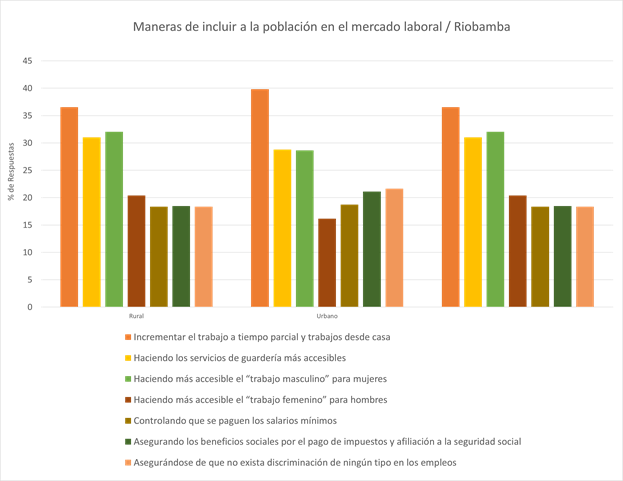 Maneras de incluir a la población en el mercado laboral / Riobamba
45
40
35
30
25
20
15
10
5
0
% de Respuestas
Rural
Urbano
Incrementar el trabajo a tiempo parcial y trabajos desde casa
Haciendo los servicios de guardería más accesibles
Haciendo más accesible el “trabajo masculino” para mujeres
Haciendo más accesible el “trabajo femenino” para hombres
Controlando que se paguen los salarios mínimos
Asegurando los beneficios sociales por el pago de impuestos y afiliación a la seguridad social
Asegurándose de que no exista discriminación de ningún tipo en los empleos